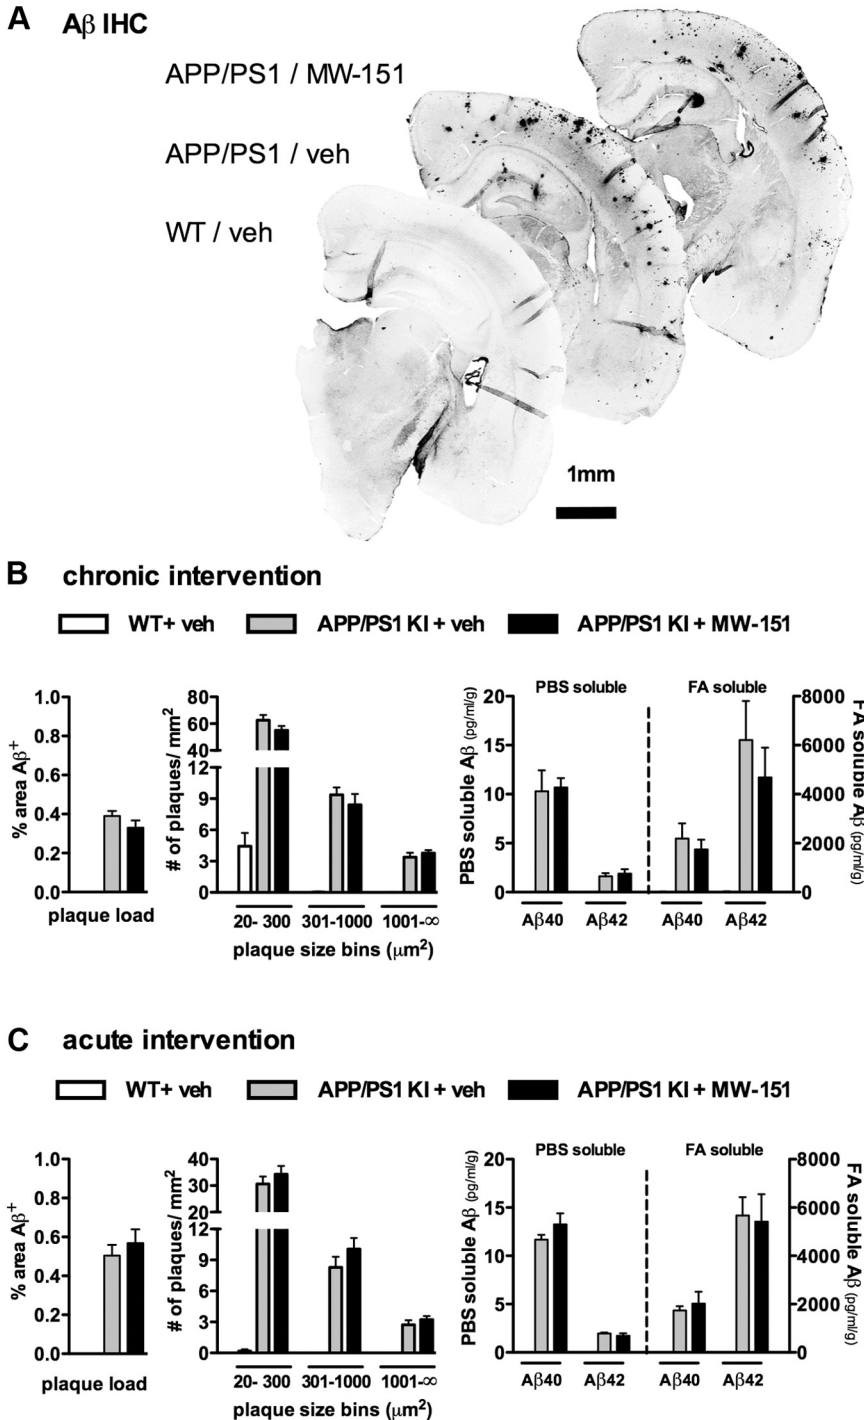 A Aβ IHC
APP/PS1 / MW-151
APP/PS1 / veh
WT / veh
1mm
B chronic intervention
WT+ veh APP/PS1 KI + veh APP/PS1 KI + MW-151
% area Aβ+
1.0
0.8
0.6
0.4
0.2
0.0
plaque load
# of plaques/ mm2
80
60
40
12
9
6
3
0
20- 300 301-1000 1001-∞
plaque size bins (μm2)
PBS soluble Aβ (pg/ml/g)
20
15
10
5
0
PBS soluble FA soluble
8000
6000
4000
2000
0
FA soluble Aβ (pg/ml/g)
Aβ40 Aβ42 Aβ40 Aβ42
C acute intervention
WT+ veh APP/PS1 KI + veh APP/PS1 KI + MW-151
% area Aβ+
1.0
0.8
0.6
0.4
0.2
0.0
plaque load
# of plaques/ mm2
40
30
20
12
9
6
3
0
20- 300 301-1000 1001-∞
plaque size bins (μm2)
PBS soluble Aβ (pg/ml/g)
20
15
10
5
0
PBS soluble FA soluble
8000
6000
4000
2000
0
FA soluble Aβ (pg/ml/g)
Aβ40 Aβ42 Aβ40 Aβ42